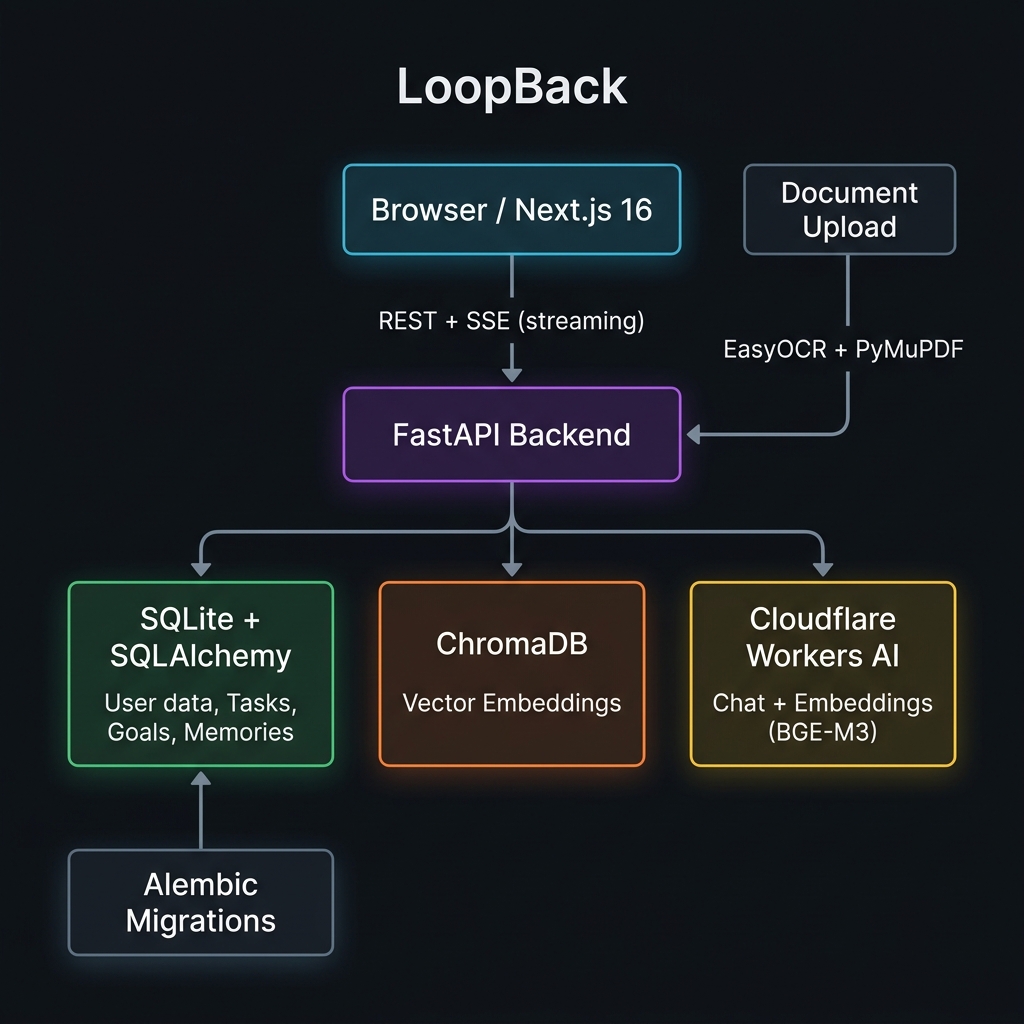 LoopBack
Browser / Next.js 16
Document
Upload
REST + SSE (streaming)
EasyOCR + PyMuPDF
FastAPI Backend
SQLite +
SQLAlchemy
User data, Tasks,
Goals, Memories
ChromaDB
Vector Embeddings
Cloudflare
Workers AI
Chat + Embeddings
(BGE-M3)
Alembic
Migrations